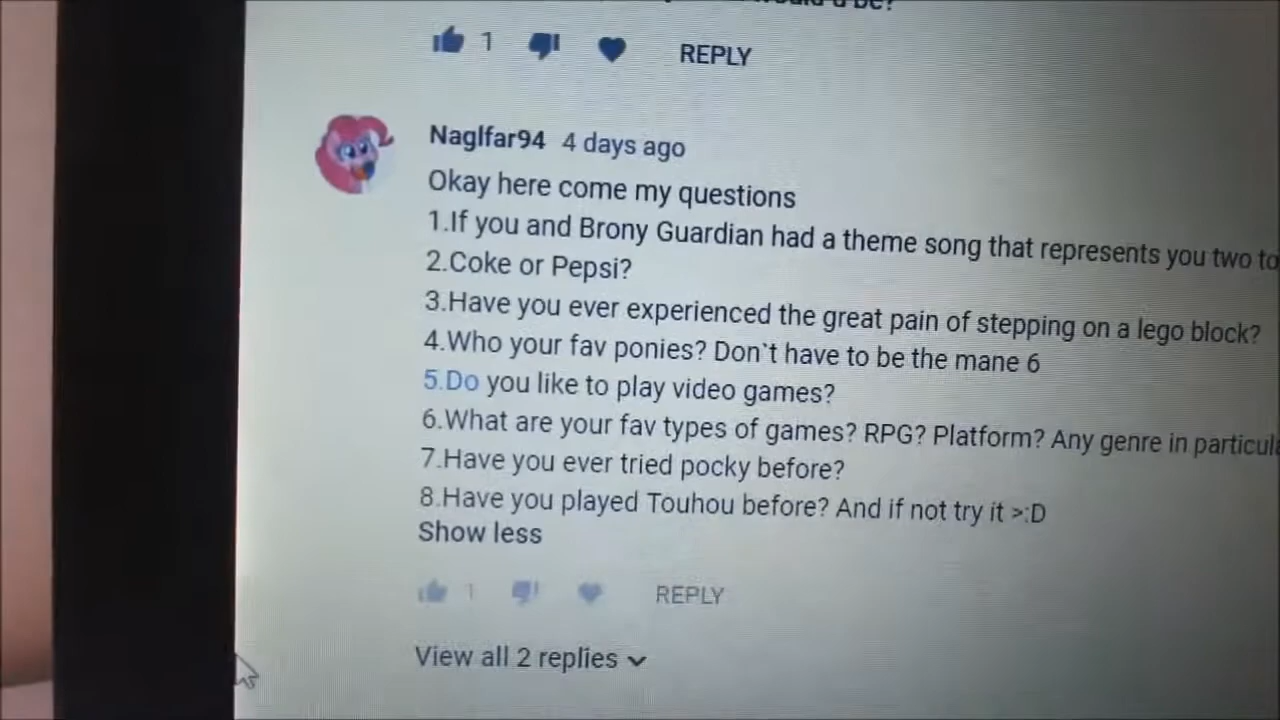 1 REPLY
Naglfar94 4 days ago
Okay here come my questions
1.If you and Brony Guardian had a theme song that represents you two
2.Coke or Pepsi?
3.Have you ever experienced the great pain of stepping on a lego block?
4.Who your fav ponies? Don`t have to be the mane 6
5.Do you like to play video games?
6.What are your fav types of games? RPG? Platform? Any genre in
7.Have you ever tried pocky before?
8.Have you played Touhou before? And if not try it >:D
Show less
1 REPLY
View all 2 replies